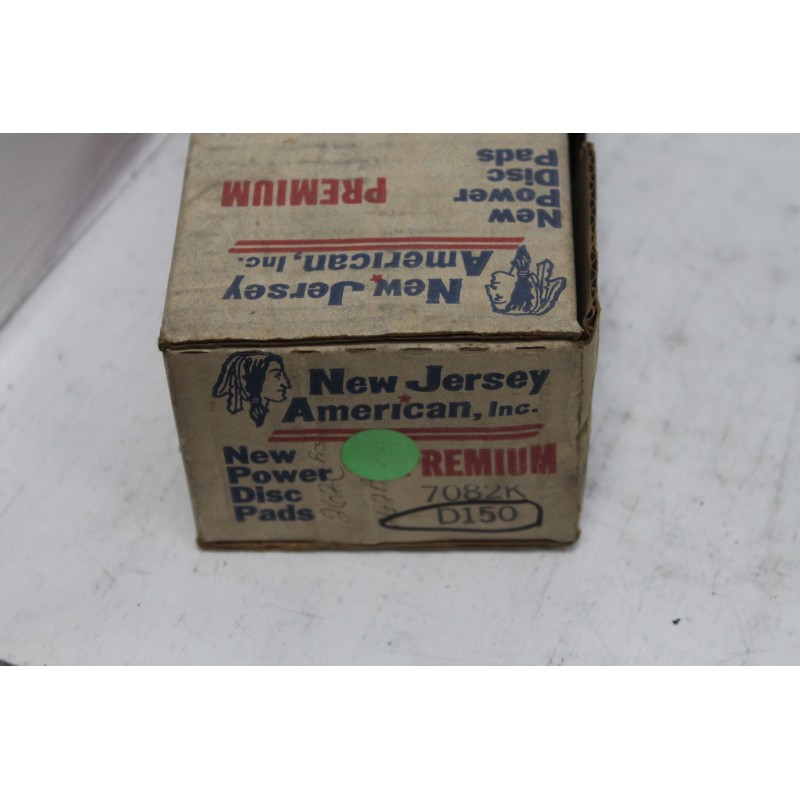 New
Power
Disc
Pads
PREMIUM
New Jersey
American, Inc.
New Jersey
American, Inc.
New
Power
Disc
Pads
REMIUM
7082K
D150